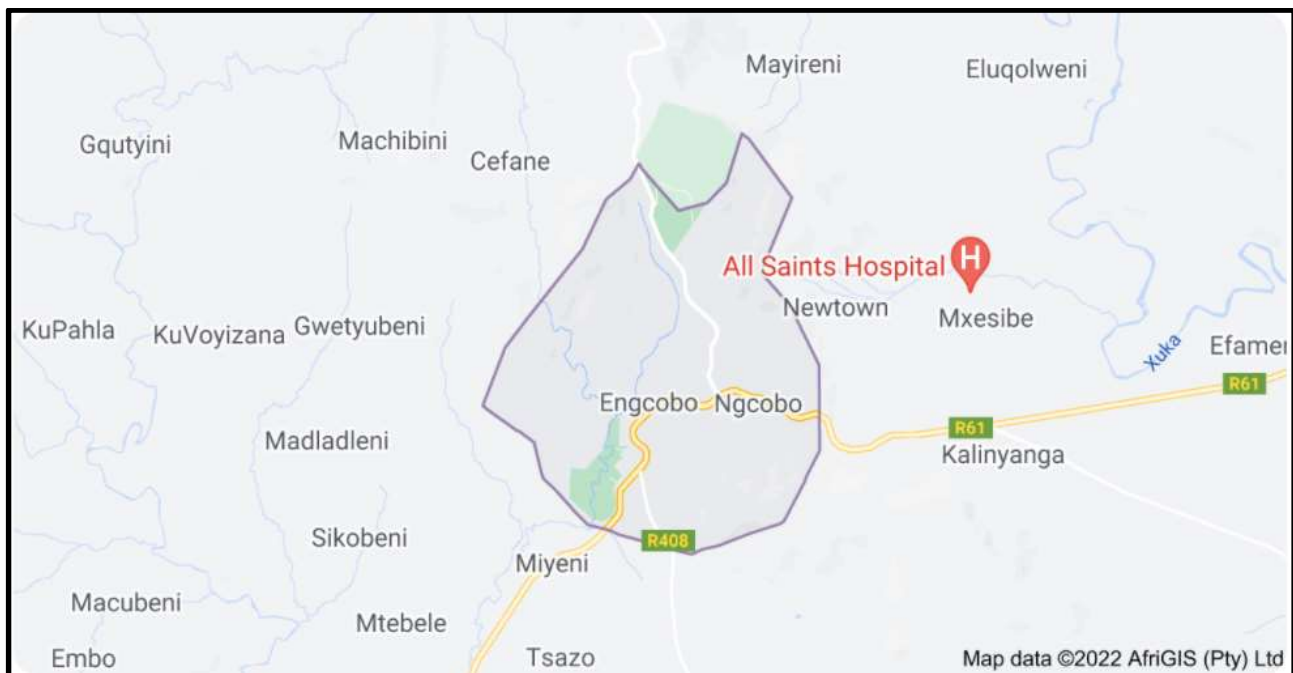 Mayireni
Eluqolweni
Gqutyini
Machibini
Cefane
All Saints Hospital
H
Newtown
Mxesibe
KuPahla
KuVoyizana
Gwetyubeni
Xuka
Efamen
R61
Engcobo
Ngcobo
R61
Madladleni
Kalinyanga
Sikobeni
R408
Miyeni
Macubeni
Mtebele
Embo
Tsazo
Map data ©2022 AfriGIS (Pty) Ltd